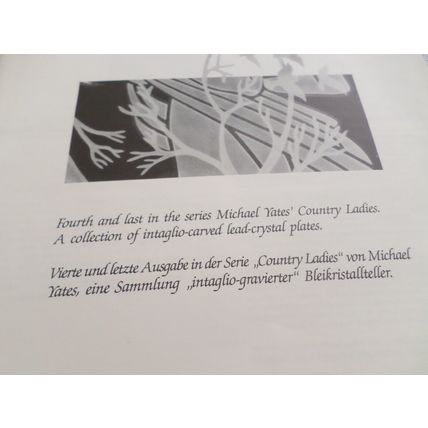 Fourth and last in the series Michael Yates' Country Ladies.
A collection of intaglio-carved lead-crystal plates.
Vierte und letzte Ausgabe in der Serie „Country Ladies“ von Michael
Yates, eine Sammlung „intaglio-gravierter“ Bleikristallteller.